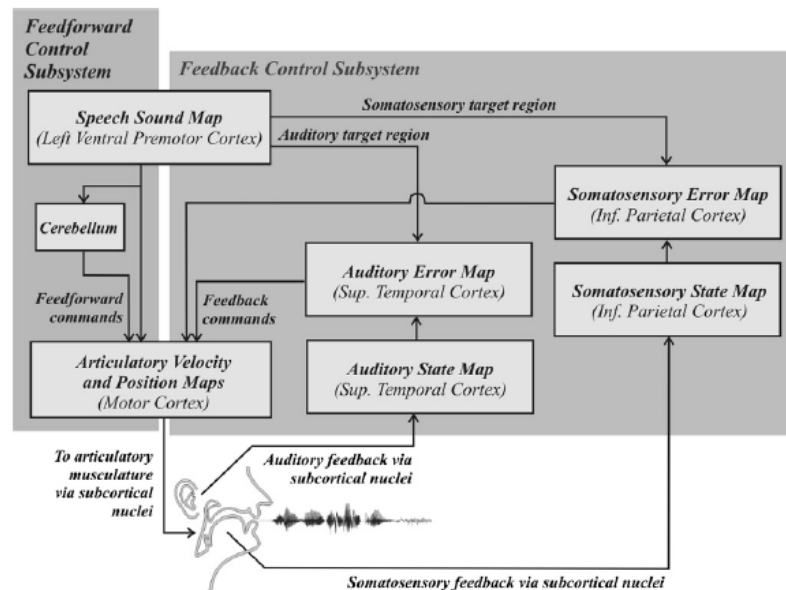 Feedforward
Control
Subsystem
Feedback Control Subsystem
Speech Sound Map
(Left Ventral Premotor Cortex)
Somatosensory target region
Auditory target region
Cerebellum
Somatosensory Error Map
(Inf. Parietal Cortex)
Auditory Error Map
(Sup. Temporal Cortex)
Somatosensory State Map
(Inf. Parietal Cortex)
Feedforward
commands
Feedback
commands
Articulatory Velocity
and Position Maps
(Motor Cortex)
Auditory State Map
(Sup. Temporal Cortex)
To articulatory
musculature
via subcortical
nuclei
Auditory feedback via
subcortical nuclei
Somatosensory feedback via subcortical nuclei